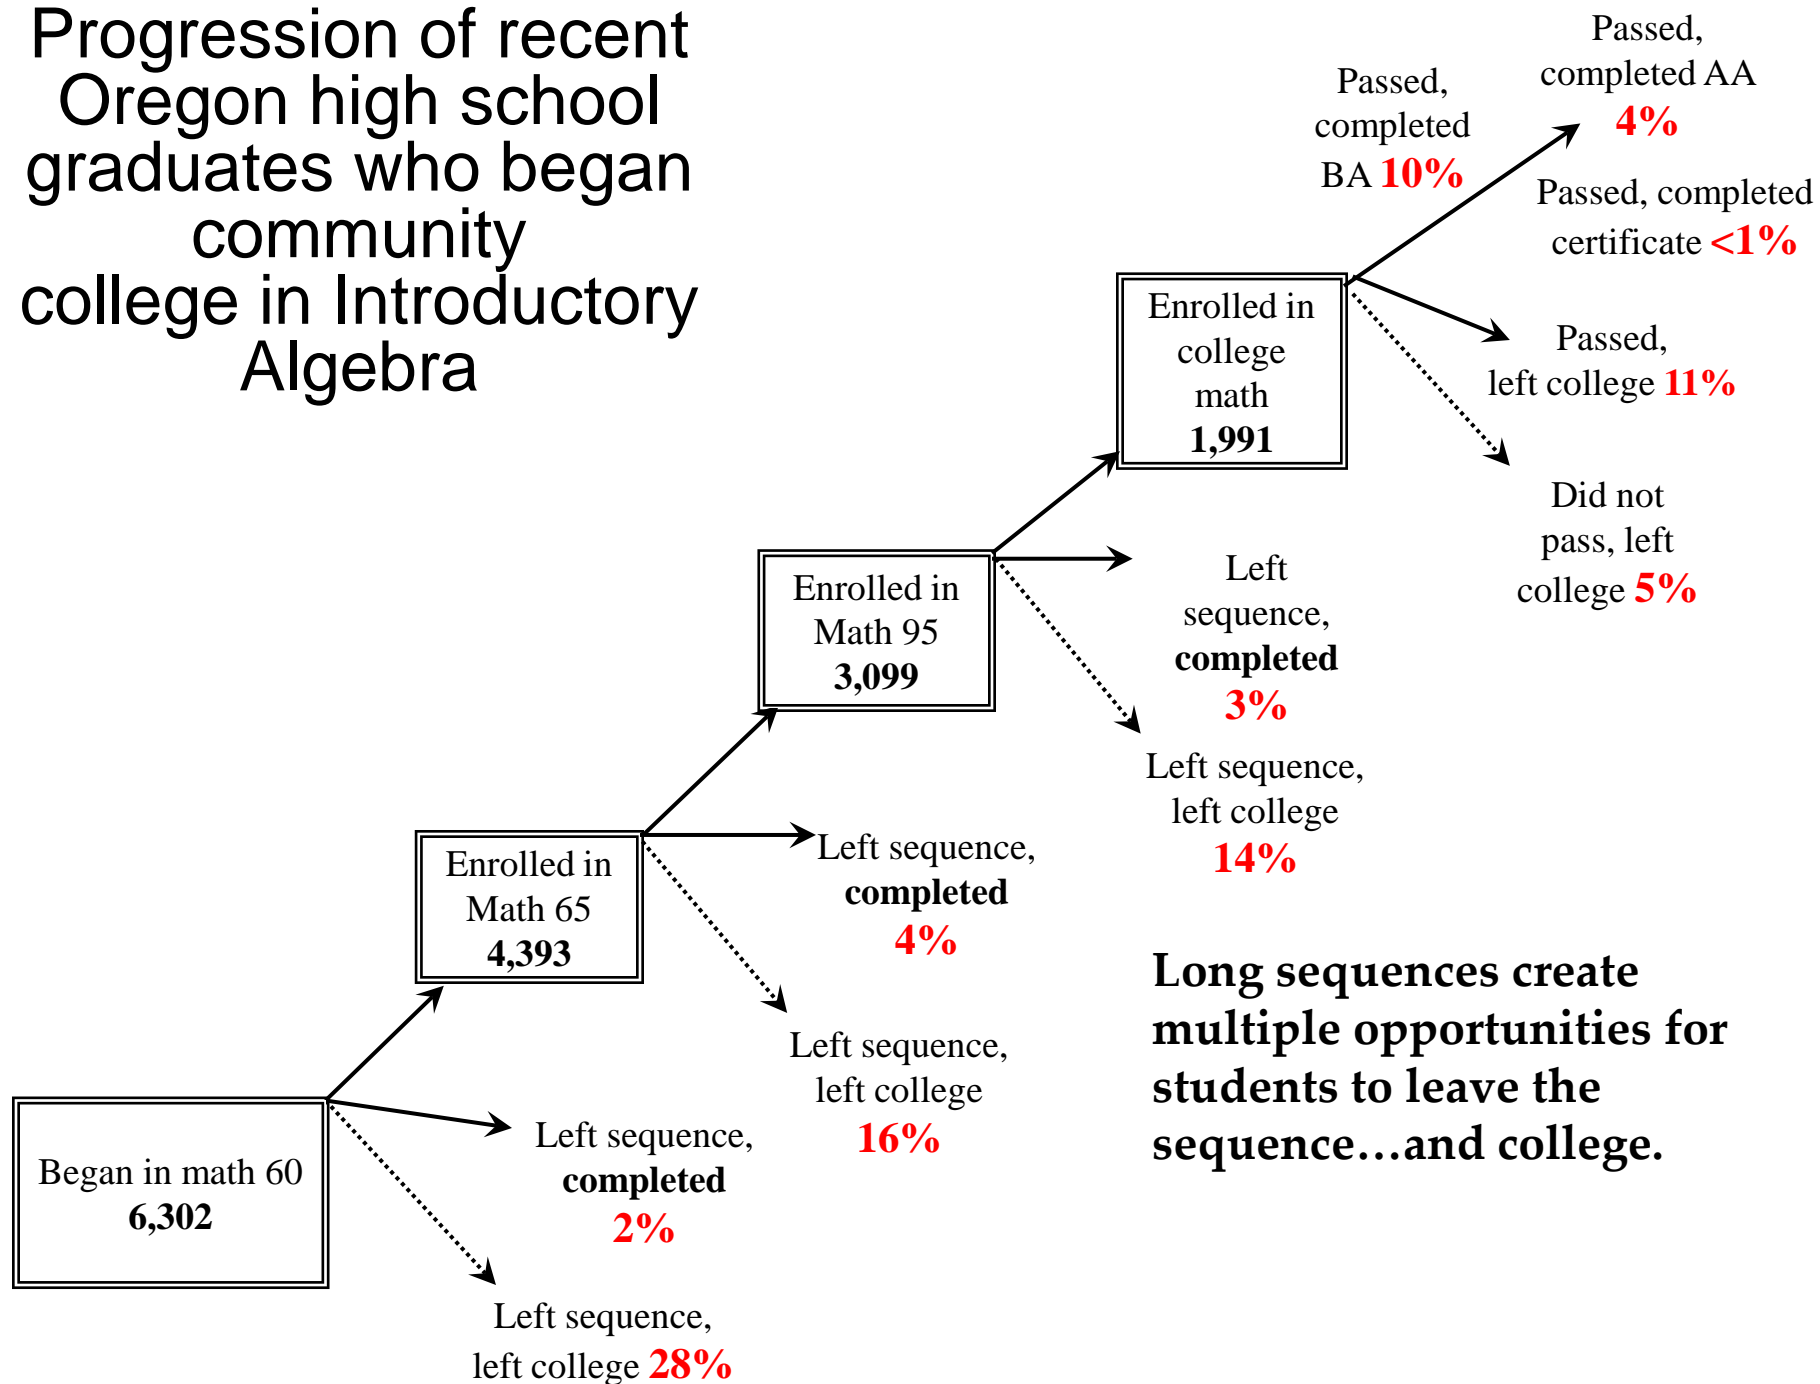 Progression of recent
Oregon high school
graduates who began
community
college in Introductory
Algebra
Passed,
completed
BA 10%
Passed,
completed AA
4%
Passed, completed
certificate <1%
Enrolled in
college
math
1,991
Passed,
left college 11%
Did not
pass, left
college 5%
Enrolled in
Math 95
3,099
Left
sequence,
completed
3%
Left sequence,
left college
14%
Enrolled in
Math 65
4,393
Left sequence,
completed
4%
Left sequence,
left college
16%
Long sequences create
multiple opportunities for
students to leave the
sequence…and college.
Began in math 60
6,302
Left sequence,
completed
2%
Left sequence,
left college 28%